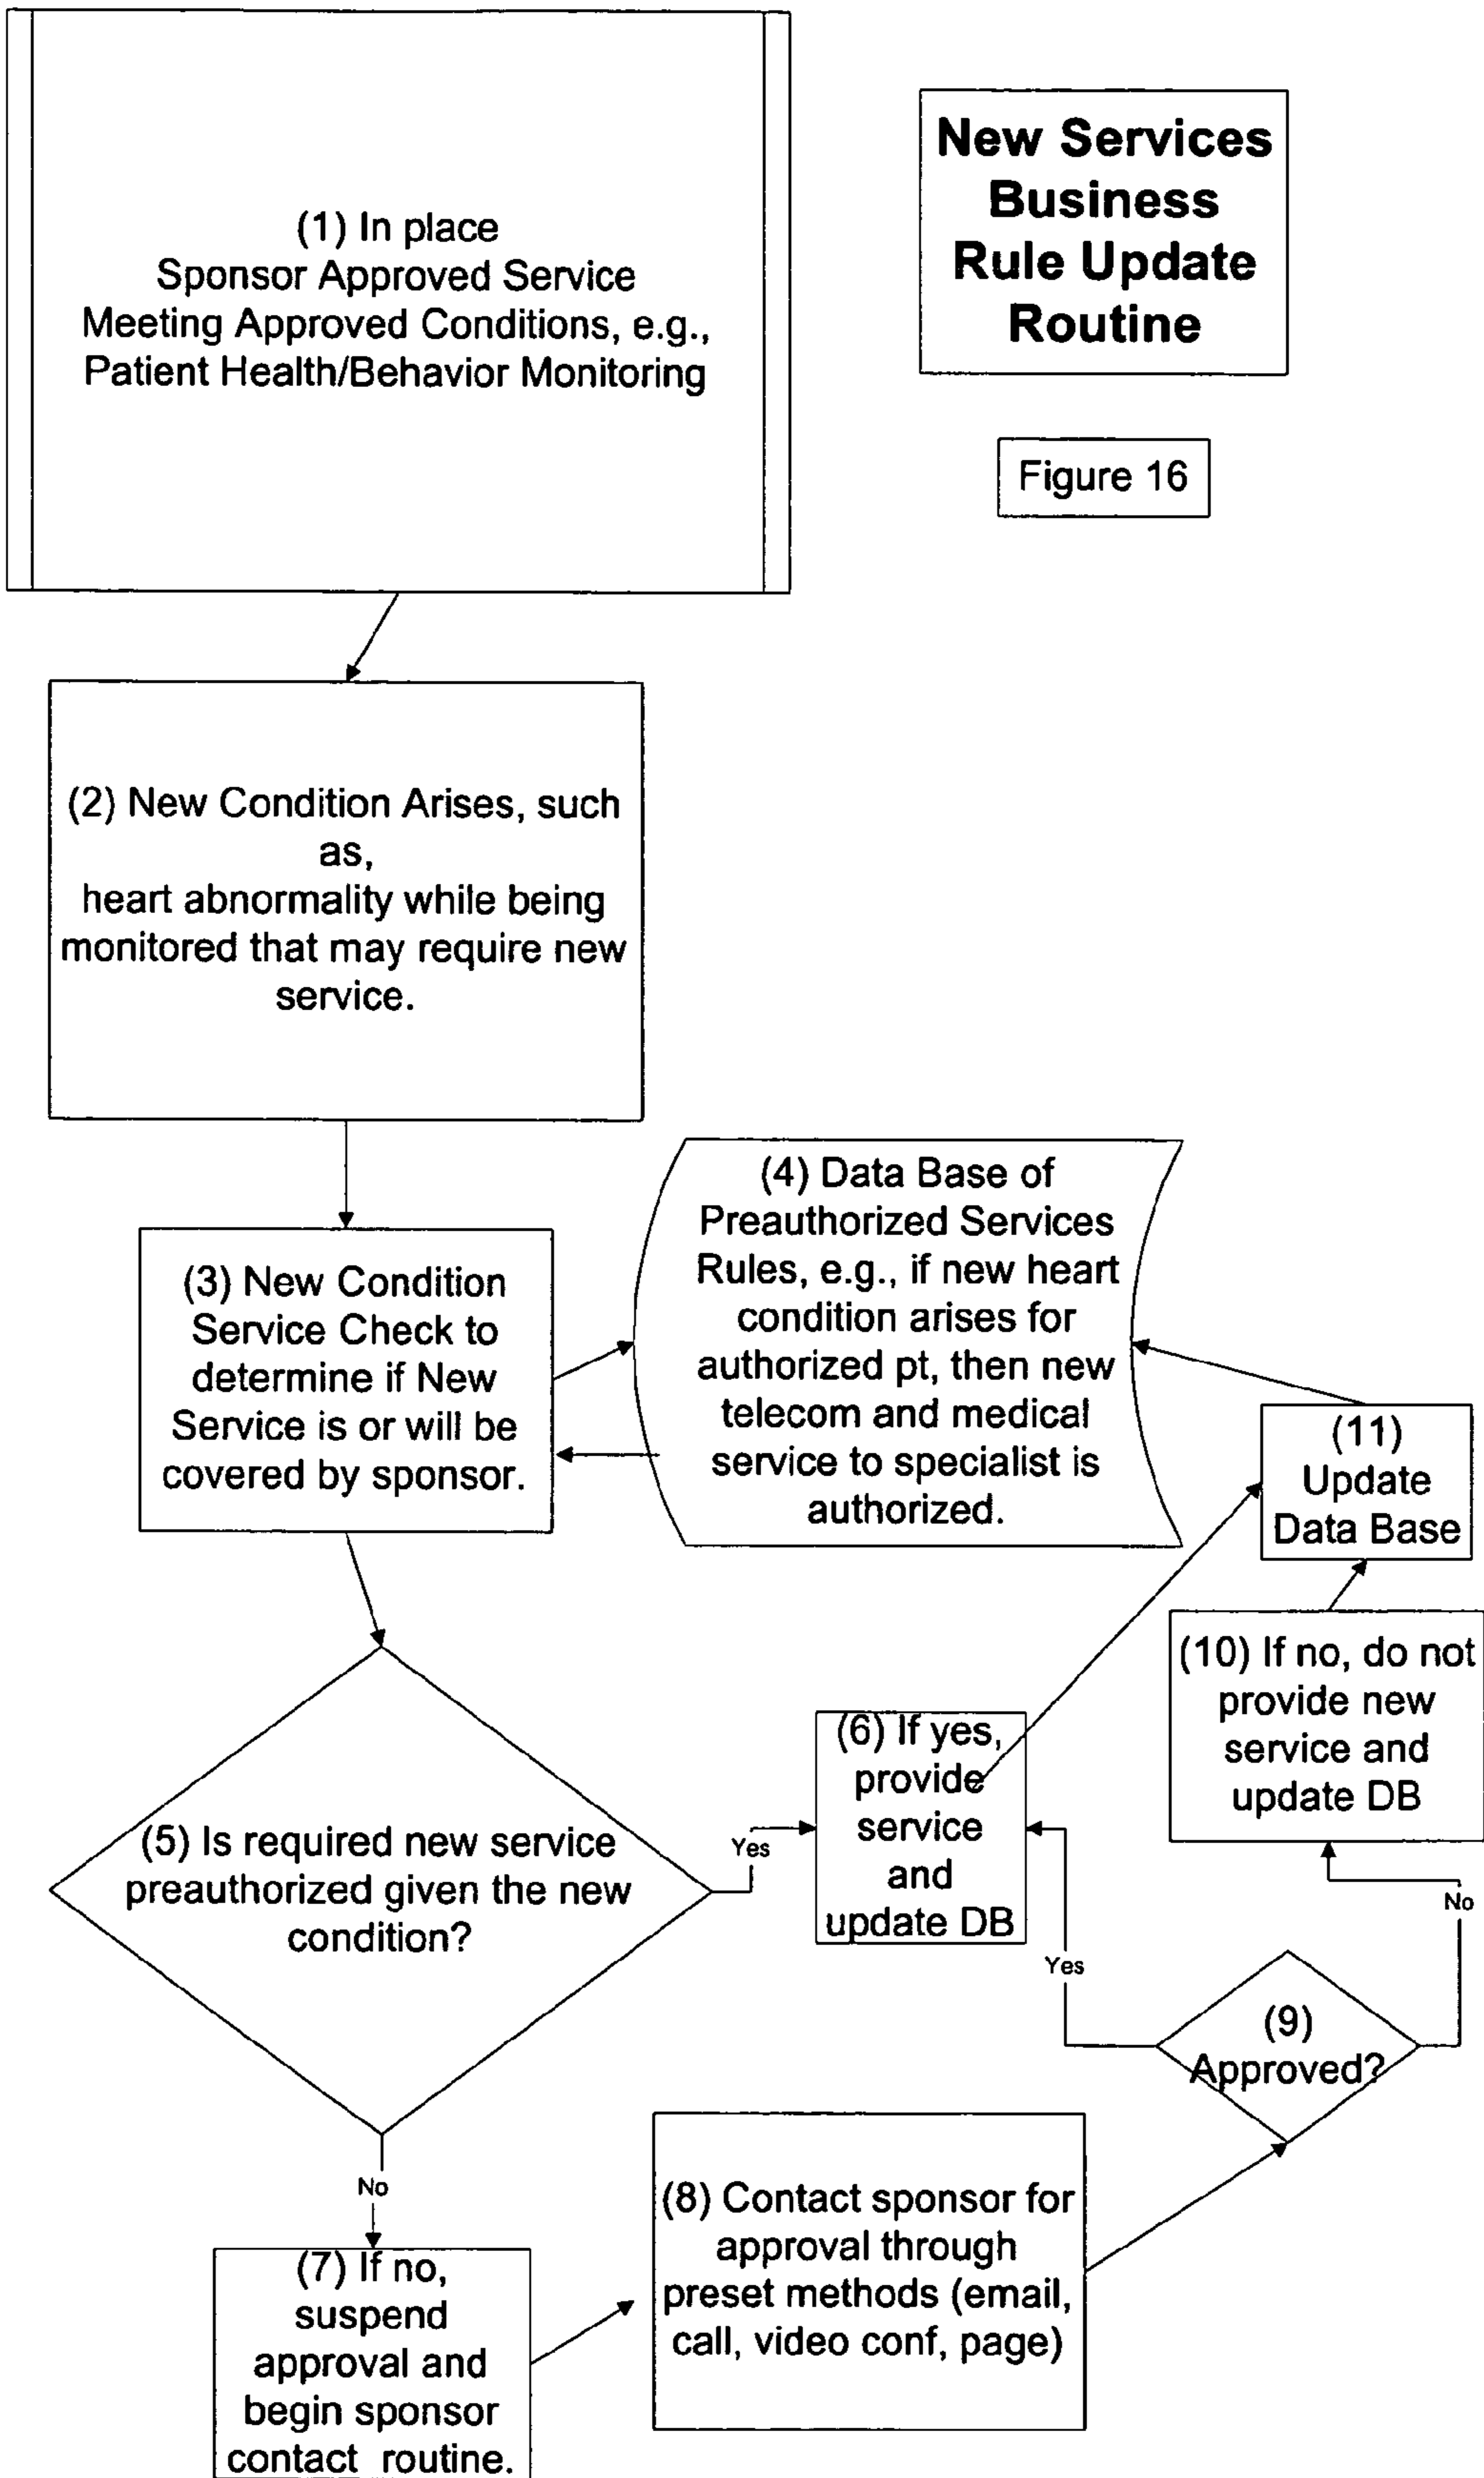 (1) In place
Sponsor Approved Service
Meeting Approved Conditions, e.g.,
Patient Health/Behavior Monitoring
New Services
Business
Rule Update
Routine
Figure 16
(2) New Condition Arises, such
as,
heart abnormality while being
monitored that may require new
service.
(3) New Condition
Service Check to
determine if New
Service is or will be
covered by sponsor.
(4) Data Base of
Preauthorized Services
Rules, e.g., if new heart
condition arises for
authorized pt, then new
telecom and medical
service to specialist is
authorized.
(11)
Update
Data Base
(10) If no, do not
provide new
service and
update DB
(5) Is required new service
preauthorized given the new
condition?
Yes
(6) If yes,
provide
service
and
update DB
Yes
No
(9)
Approved?
No
(7) If no,
suspend
approval and
begin sponsor
contact routine.
(8) Contact sponsor for
approval through
preset methods (email,
call, video conf, page)